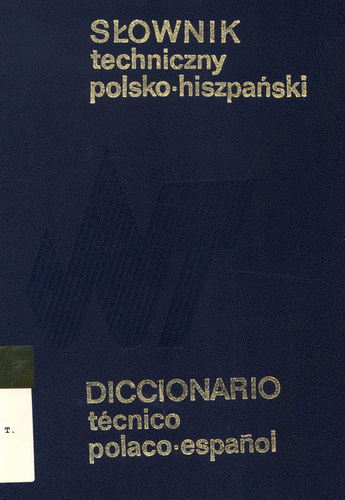 SŁOWNIK
techniczny
polsko-hiszpański
DICCIONARIO
técnico
polaco-español
T.